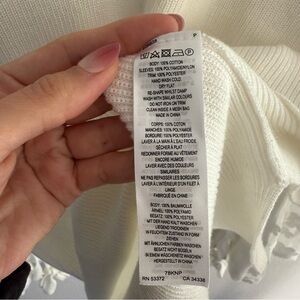 P
BODY: 100% COTTON
SLEEVES: 100% POLYAMIDE/NYLON
TRIM: 100% POLYESTER
HAND WASH COLD.
DRY FLAT
RE-SHAPE WHILST DAMP
WASH WITH SIMILAR COLOURS
DO NOT IRON ON TRIM
CLEAN INSIDE A MESH BAG
MADE IN CHINA
CORPS: 100% COTON
MANCHES: 100% POLYAMIDE
BORDURES: 100% POLYESTER
LAVER À LA MAIN À L'EAU FROIDE.
SÉCHER À PLAT
REDONNER FORME AU VÊTEMENT
ENCORE HUMIDE
LAVER AVEC DES COULEURS
SIMILAIRES
NE PAS REPASSER LES BORDURES
LAVER À L'INTÉRIEUR D'UN FILET À
LINGE
FABRIQUÉ EN CHINE
BODY: 100% BAUMWOLLE
ÄRMEL: 100% POLYAMID
BESATZ: 100% POLYESTER
MIT DER HAND KALT WASCHEN
LIEGEND TROCKNEN
IN FEUCHTEM ZUSTAND IN FORM
ZIEHEN
MIT ÄHNLICHEN FARBEN WASCHEN
BESATZ NICHT BÜGELN
IN EINEM WÄSCHENETZ WASCHEN
HERGESTELLT IN CHINA
78KNP
RN 53372
CA 34338